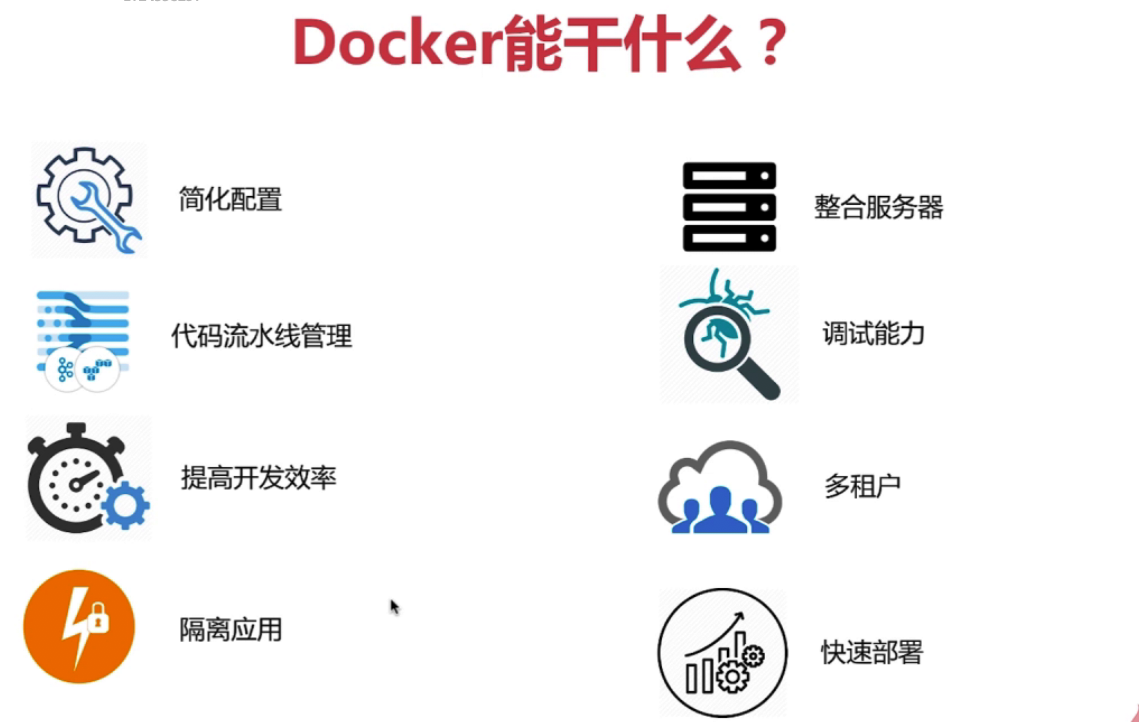 Docker能干什么？
简化配置
整合服务器
代码流水线管理
调试能力
提高开发效率
多租户
隔离应用
快速部署